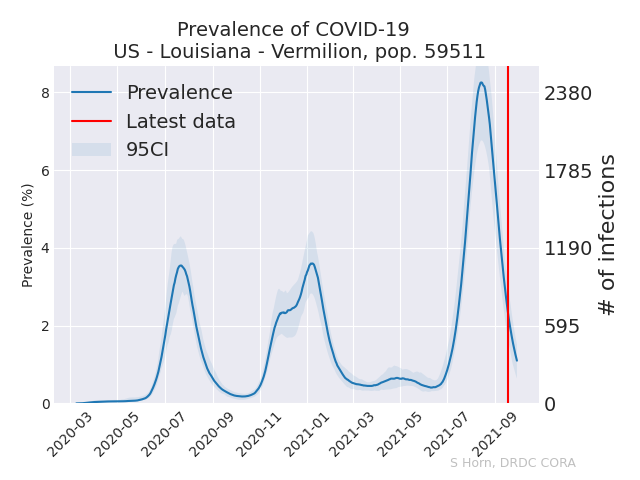 Prevalence of COVID-19
US - Louisiana - Vermilion, pop. 59511
Prevalence
Latest data
95CI
Prevalence (%)
8
6
4
2
0
2380
1785
1190
595
0
# of infections
2020-03
2020-05
2020-07
2020-09
2020-11
2021-01
2021-03
2021-05
2021-07
2021-09
S Horn, DRDC CORA